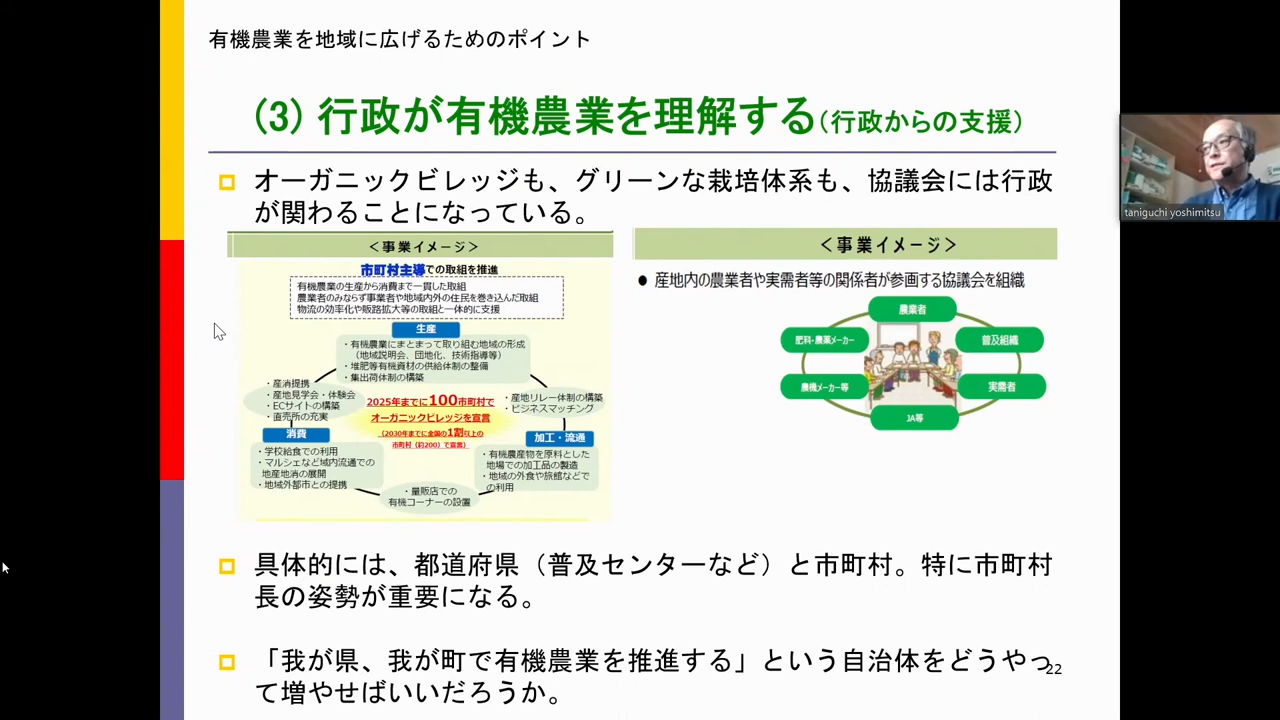 有機農業を地域に広げるためのポイント
(3) 行政が有機農業を理解する（行政からの支援）
オーガニックビレッジも、グリーンな栽培体系も、協議会には行政
が関わることになっている。
＜事業イメージ＞
市町村主導での取組を推進
有機農業の生産から消費まで一貫した取組
農業者のみならず事業者や地域内外の住民を巻き込んだ取組
物流の効率化や販路拡大等の取組と一体的に支援
生産
・有機農業にまとまって取り組む地域の形成
（地域説明会、団地化、技術指導等）
・堆肥等有機資材の供給体制の整備
・集出荷体制の構築
・産消提携
・産地見学会・体験会
・ECサイトの構築
・直売所の充実
2025年までに100市町村で
オーガニックビレッジを宣言
（2030年までに全国の1割以上の
市町村（約200）で宣言）
・産地リレー体制の構築
・ビジネスマッチング
消費
・学校給食での利用
・マルシェなど域内流通での
地産地消の展開
・地域外都市との提携
加工・流通
・有機農産物を原料とした
地場での加工品の製造
・地域の外食や旅館などで
の利用
・量販店での
有機コーナーの設置
＜事業イメージ＞
● 産地内の農業者や実需者等の関係者が参画する協議会を組織
農業者
肥料・農薬メーカー
普及組織
農機メーカー等
実需者
JA等
具体的には、都道府県（普及センターなど）と市町村。特に市町村
長の姿勢が重要になる。
「我が県、我が町で有機農業を推進する」という自治体をどうやっ
て増やせばいいだろうか。
22
taniguchi yoshimitsu